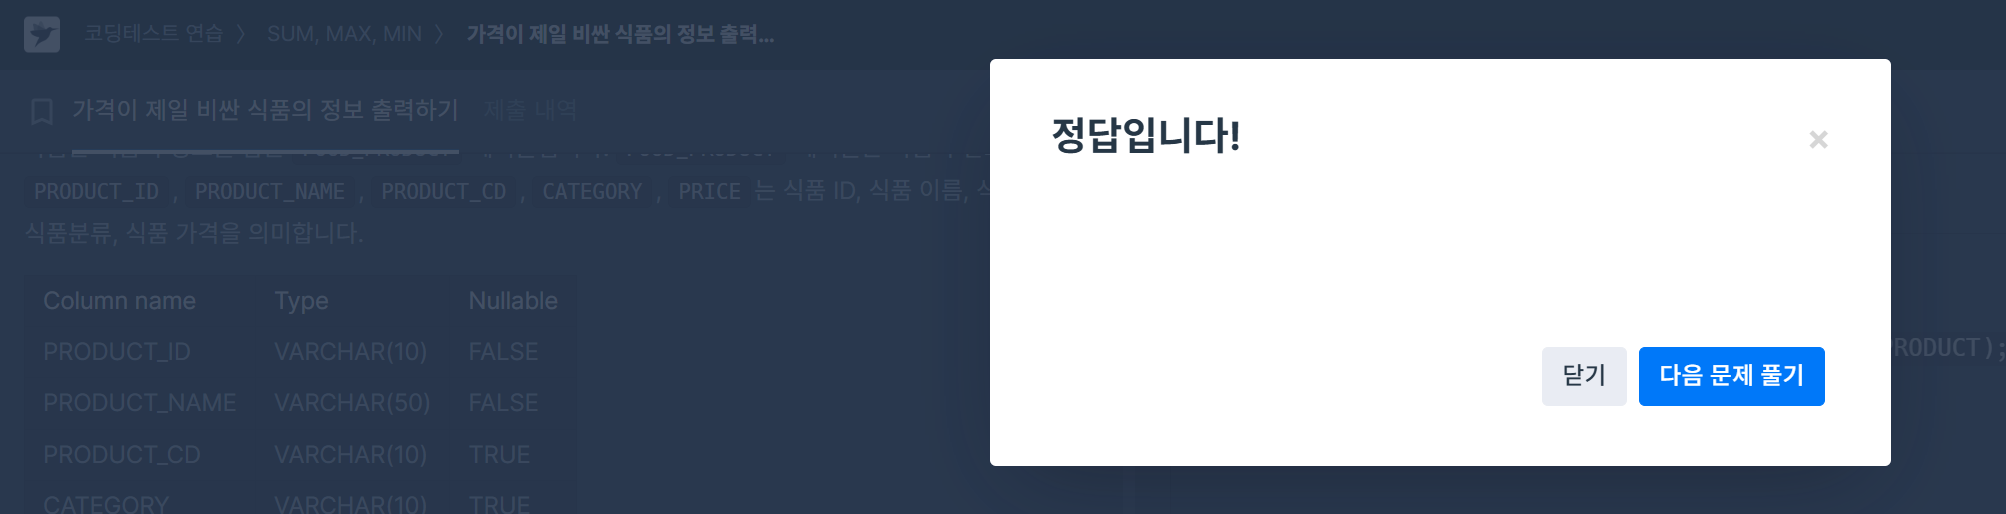 코딩테스트 연습 〉 SUM, MAX, MIN 〉 가격이 제일 비싼 식품의 정보 출력...
가격이 제일 비싼 식품의 정보 출력하기 제출 내역
PRODUCT_ID , PRODUCT_NAME , PRODUCT_CD , CATEGORY , PRICE 는 식품 ID, 식품 이름,
식품분류, 식품 가격을 의미합니다.
Column name Type Nullable
PRODUCT_ID VARCHAR(10) FALSE
PRODUCT_NAME VARCHAR(50) FALSE
PRODUCT_CD VARCHAR(10) TRUE
CATEGORY VARCHAR(10) TRUE
정답입니다!
×
닫기 다음 문제 풀기
RODUCT);